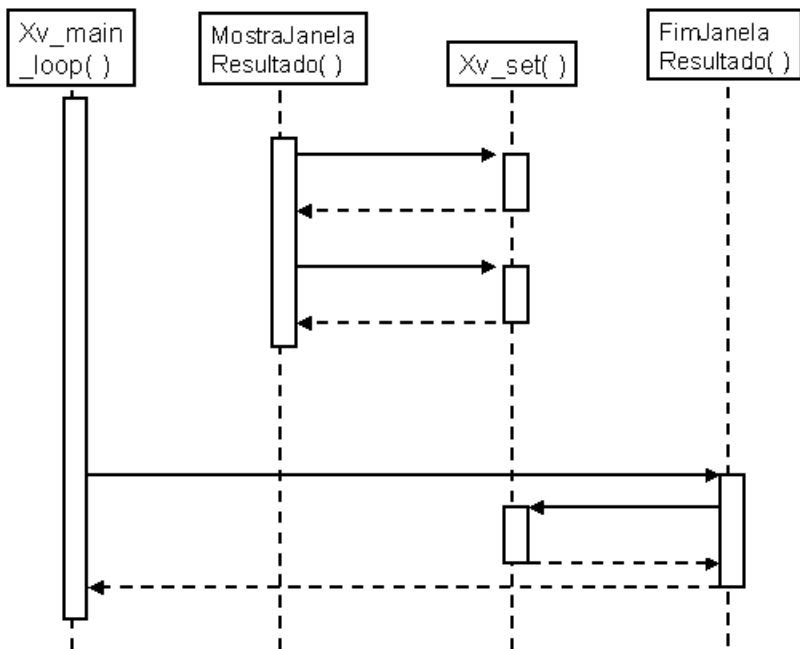 Xv_main
_loop( )
MostraJanela
Resultado( )
Xv_set( )
FimJanela
Resultado( )